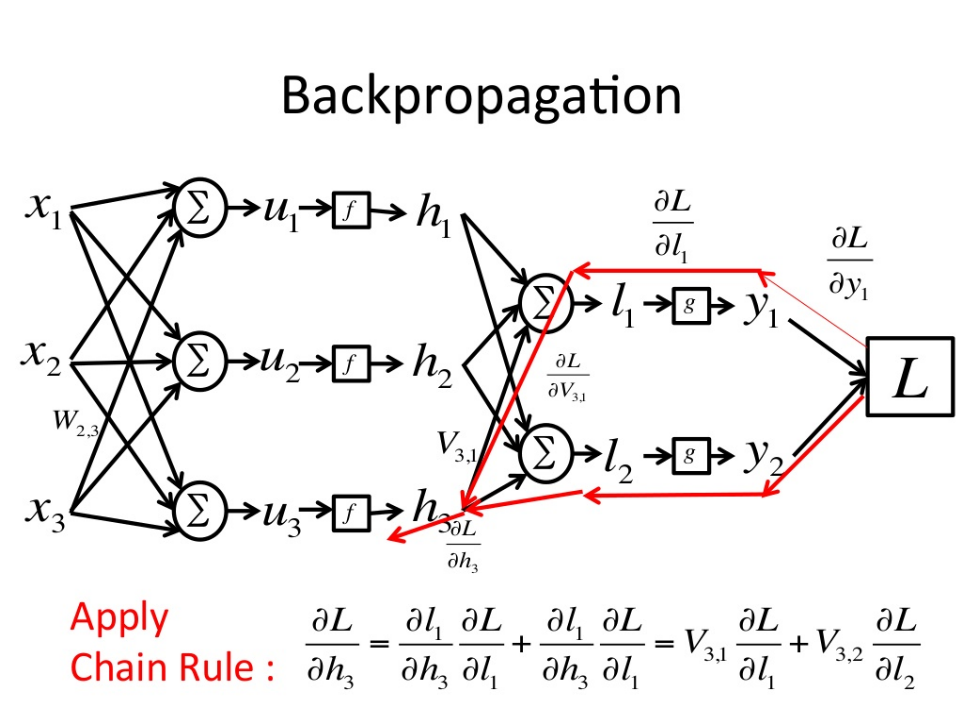 Backpropagation
x₁ Σ u₁ f h₁ ∂L/∂l₁ ∂L/∂y₁
Σ l₁ g y₁
x₂ Σ u₂ f h₂ ∂L/∂V₃,₁ L
W₂,₃ V₃,₁ Σ l₂ g y₂
x₃ Σ u₃ f h₃
∂L/∂h₃
Apply
Chain Rule :
∂L/∂h₃ = ∂l₁/∂h₃ ∂L/∂l₁ + ∂l₁/∂h₃ ∂L/∂l₁ = V₃,₁ ∂L/∂l₁ + V₃,₂ ∂L/∂l₂